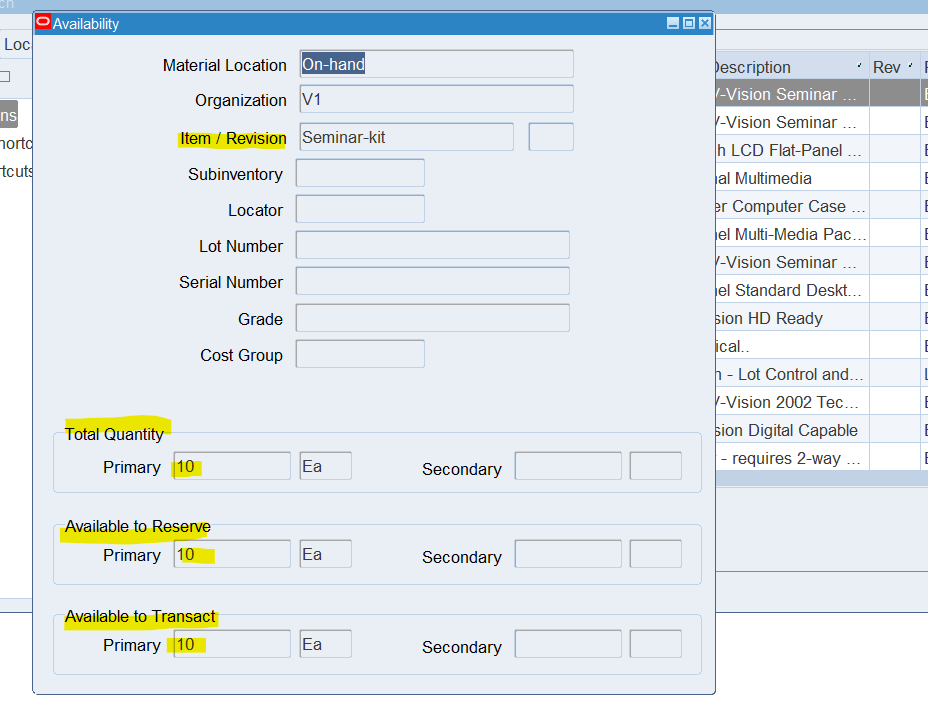 Availability
Loc
Material Location On-hand
Organization V1
Item / Revision Seminar-kit
Subinventory
Locator
Lot Number
Serial Number
Grade
Cost Group
Total Quantity
Primary 10 Ea Secondary
Available to Reserve
Primary 10 Ea Secondary
Available to Transact
Primary 10 Ea Secondary
Description Rev
V-Vision Seminar ...
V-Vision Seminar ...
h LCD Flat-Panel ...
nal Multimedia
er Computer Case ...
nel Multi-Media Pac...
V-Vision Seminar ...
nel Standard Deskt...
sion HD Ready
ical..
n - Lot Control and...
V-Vision 2002 Tec...
sion Digital Capable
- requires 2-way ...